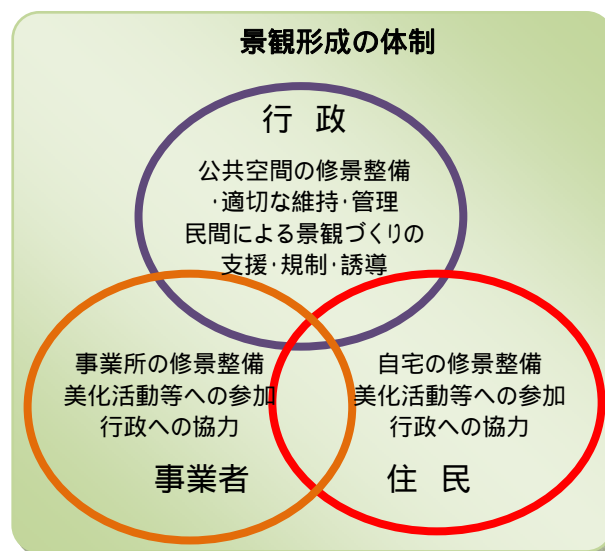 景観形成の体制
行 政
公共空間の修景整備
･適切な維持･管理
民間による景観づくりの
支援･規制･誘導
事業所の修景整備
美化活動等への参加
行政への協力
事業者
自宅の修景整備
美化活動等への参加
行政への協力
住 民